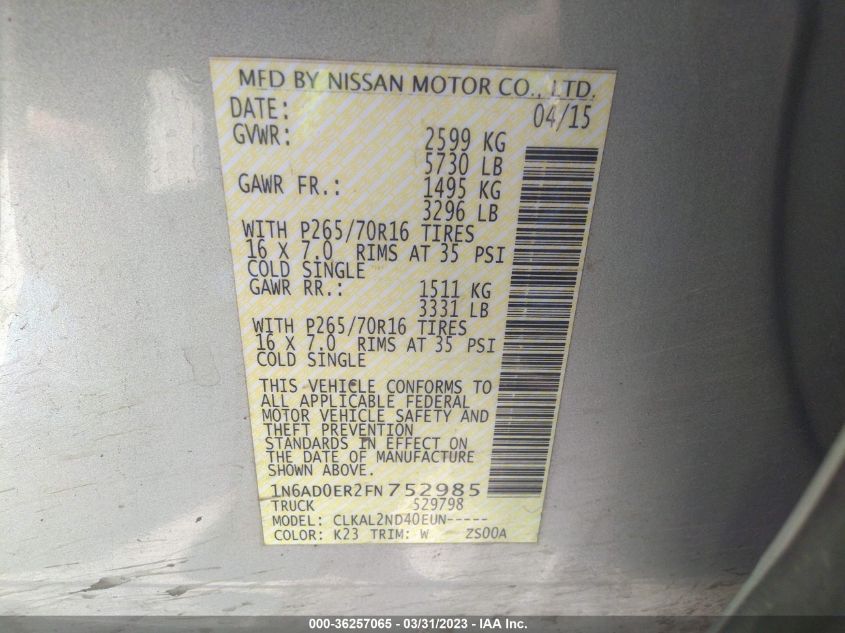 MFD BY NISSAN MOTOR CO., LTD.
DATE: 04/15
GVWR: 2599 KG
5730 LB
GAWR FR.: 1495 KG
3296 LB
WITH P265/70R16 TIRES
16 X 7.0 RIMS AT 35 PSI
COLD SINGLE
GAWR RR.: 1511 KG
3331 LB
WITH P265/70R16 TIRES
16 X 7.0 RIMS AT 35 PSI
COLD SINGLE
THIS VEHICLE CONFORMS TO
ALL APPLICABLE FEDERAL
MOTOR VEHICLE SAFETY AND
THEFT PREVENTION
STANDARDS IN EFFECT ON
THE DATE OF MANUFACTURE
SHOWN ABOVE.
1N6AD0ER2FN752985
TRUCK 529798
MODEL: CLKAL2ND40EUN-----
COLOR: K23 TRIM: W ZS00A
000-36257065 - 03/31/2023 - IAA Inc.